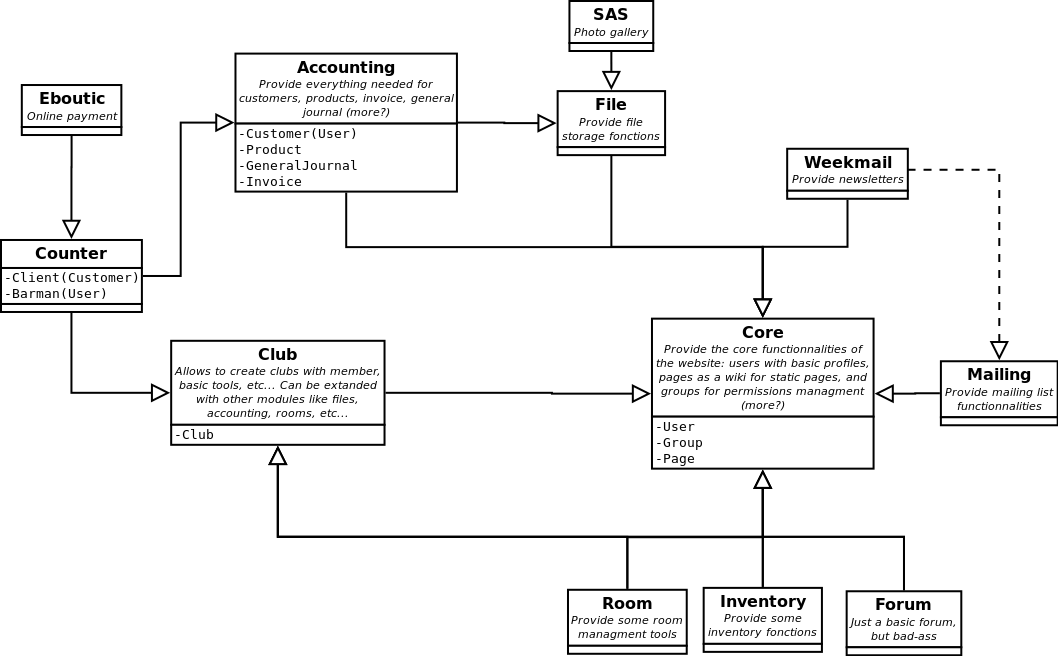 SAS
Photo gallery
Accounting
Provide everything needed for
customers, products, invoice, general
journal (more?)
-Customer(User)
-Product
-GeneralJournal
-Invoice
Eboutic
Online payment
File
Provide file
storage fonctions
Weekmail
Provide newsletters
Counter
-Client(Customer)
-Barman(User)
Club
Allows to create clubs with member,
basic tools, etc... Can be extanded
with other modules like files,
accounting, rooms, etc...
-Club
Core
Provide the core functionnalities of
the website: users with basic profiles,
pages as a wiki for static pages, and
groups for permissions managment
(more?)
-User
-Group
-Page
Mailing
Provide mailing list
functionnalities
Room
Provide some room
managment tools
Inventory
Provide some
inventory fonctions
Forum
Just a basic forum,
but bad-ass